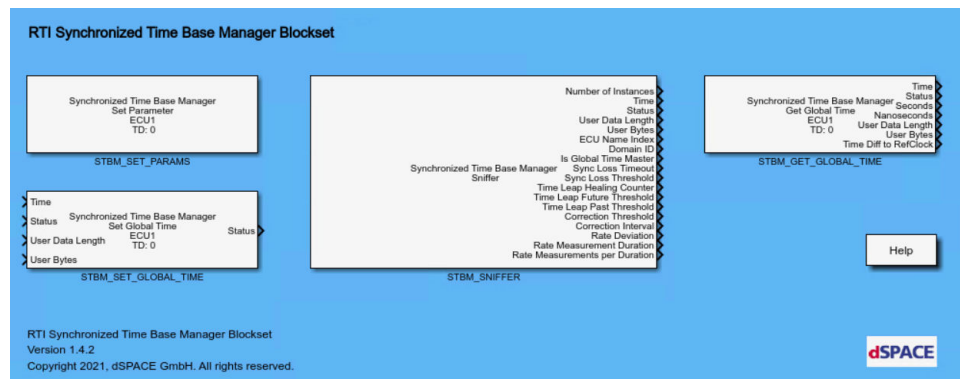 RTI Synchronized Time Base Manager Blockset
Synchronized Time Base Manager
Set Parameter
ECU1
TD: 0
STBM_SET_PARAMS
Time
Status
User Data Length
User Bytes
Synchronized Time Base Manager
Set Global Time
ECU1
TD: 0
Status
STBM_SET_GLOBAL_TIME
Synchronized Time Base Manager
Sniffer
Number of Instances
Time
Status
User Data Length
User Bytes
ECU Name Index
Domain ID
Is Global Time Master
Sync Loss Timeout
Sync Loss Threshold
Time Leap Healing Counter
Time Leap Future Threshold
Time Leap Past Threshold
Correction Threshold
Correction Interval
Rate Deviation
Rate Measurement Duration
Rate Measurements per Duration
STBM_SNIFFER
Synchronized Time Base Manager
Get Global Time
ECU1
TD: 0
Time
Status
Seconds
Nanoseconds
User Data Length
User Bytes
Time Diff to RefClock
STBM_GET_GLOBAL_TIME
Help
RTI Synchronized Time Base Manager Blockset
Version 1.4.2
Copyright 2021, dSPACE GmbH. All rights reserved.
dSPACE